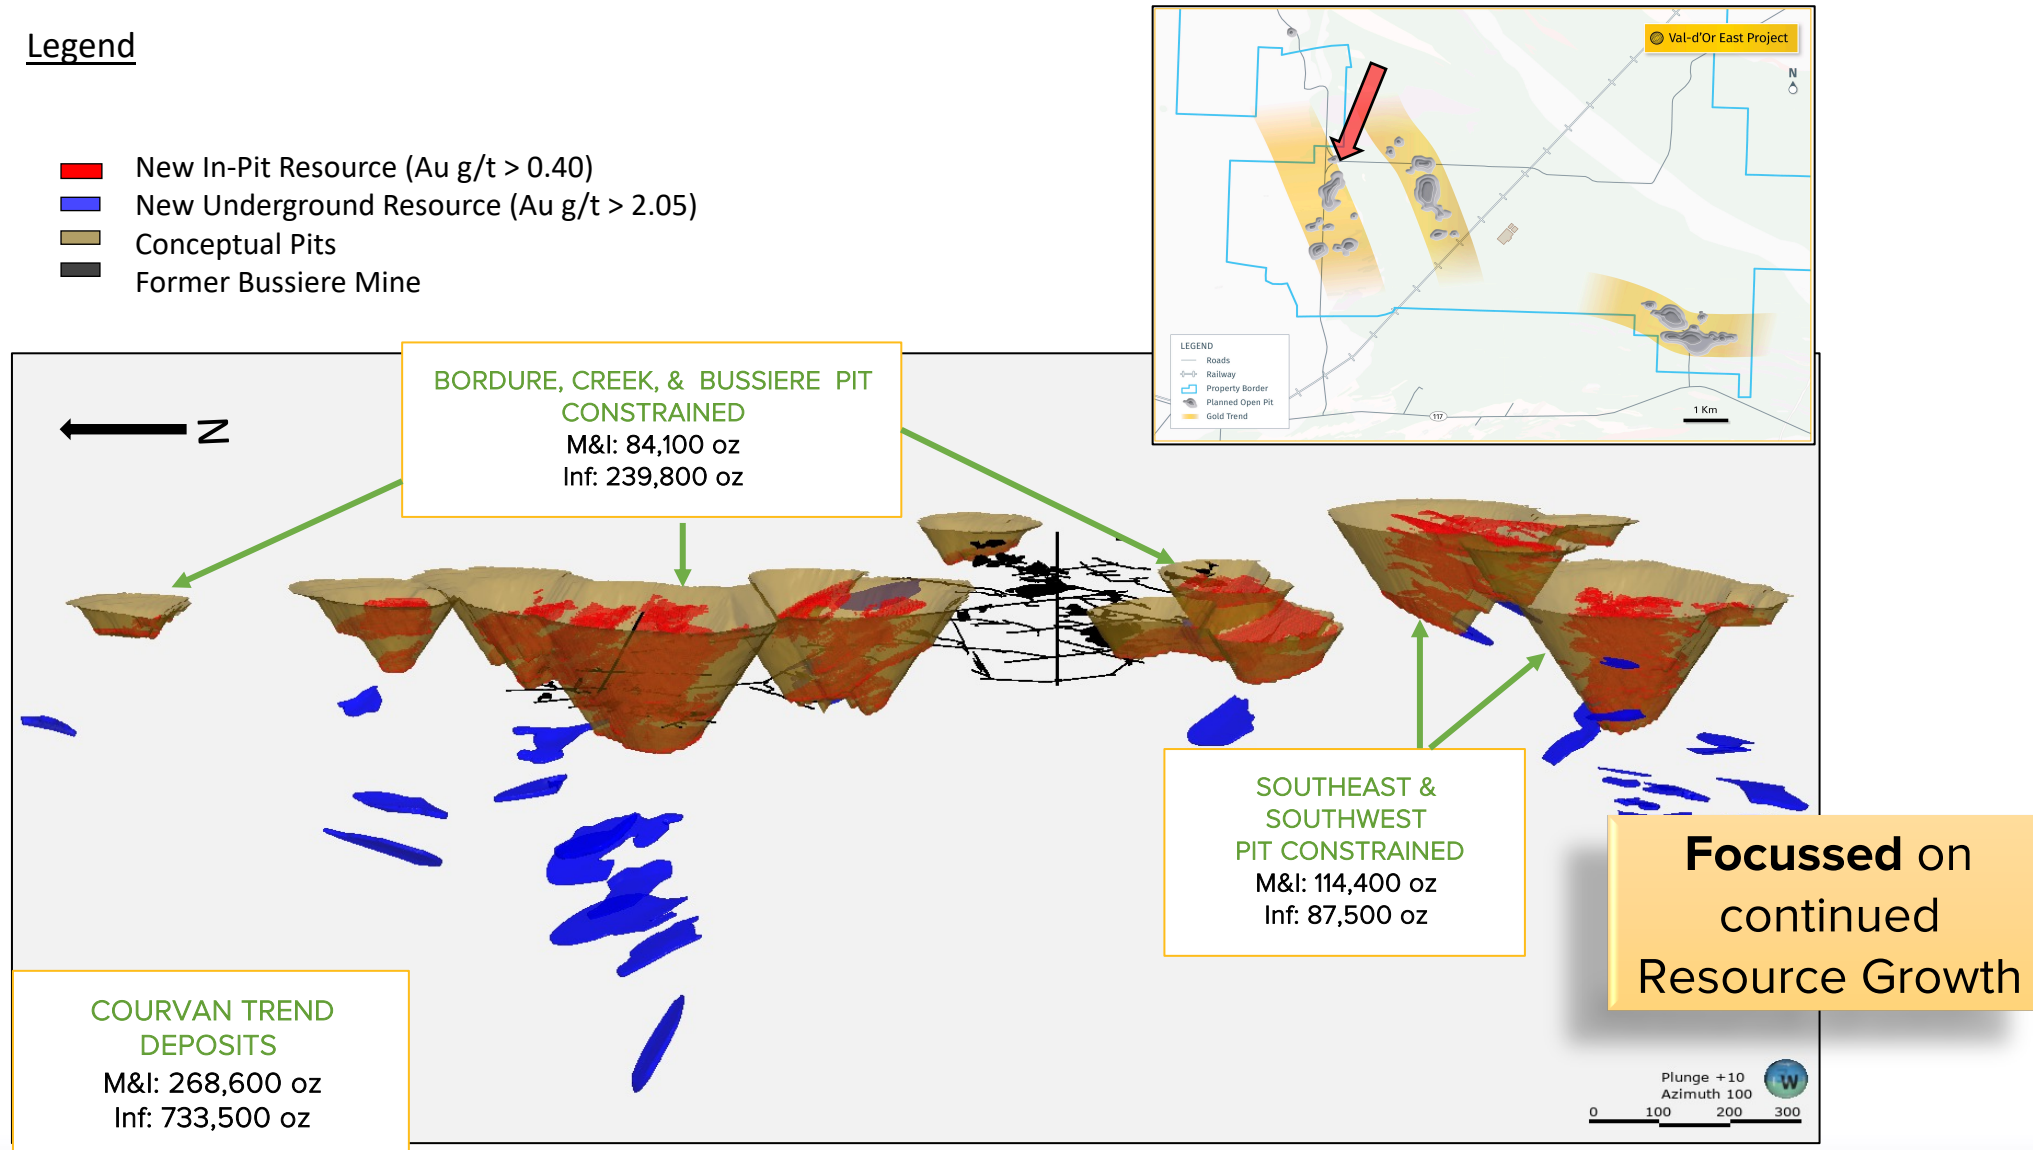 Legend
New In-Pit Resource (Au g/t > 0.40)
New Underground Resource (Au g/t > 2.05)
Conceptual Pits
Former Bussiere Mine
Val-d'Or East Project
N
LEGEND
Roads
Railway
Property Border
Planned Open Pit
Gold Trend
117
1 Km
N
BORDURE, CREEK, & BUSSIERE PIT
CONSTRAINED
M&I: 84,100 oz
Inf: 239,800 oz
SOUTHEAST &
SOUTHWEST
PIT CONSTRAINED
M&I: 114,400 oz
Inf: 87,500 oz
Focussed on
continued
Resource Growth
COURVAN TREND
DEPOSITS
M&I: 268,600 oz
Inf: 733,500 oz
Plunge +10
Azimuth 100
W
0 100 200 300